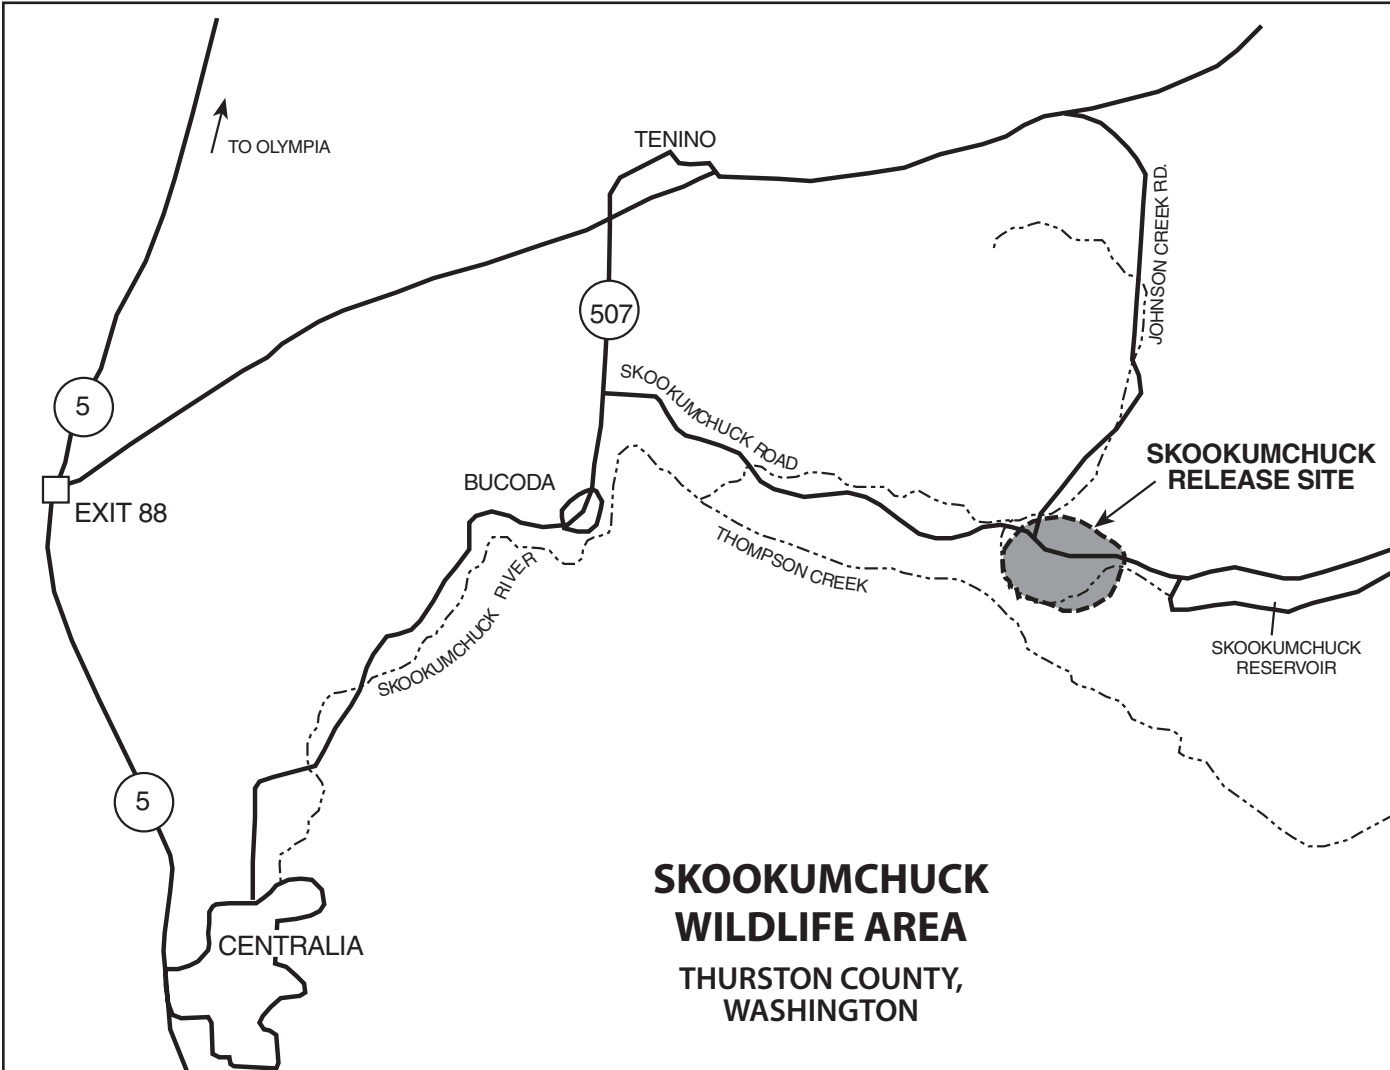 TO OLYMPIA
TENINO
JOHNSON CREEK RD.
507
5
SKOOKUMCHUCK ROAD
SKOOKUMCHUCK
RELEASE SITE
BUCODA
EXIT 88
THOMPSON CREEK
SKOOKUMCHUCK RIVER
SKOOKUMCHUCK
RESERVOIR
5
SKOOKUMCHUCK
WILDLIFE AREA
CENTRALIA
THURSTON COUNTY,
WASHINGTON